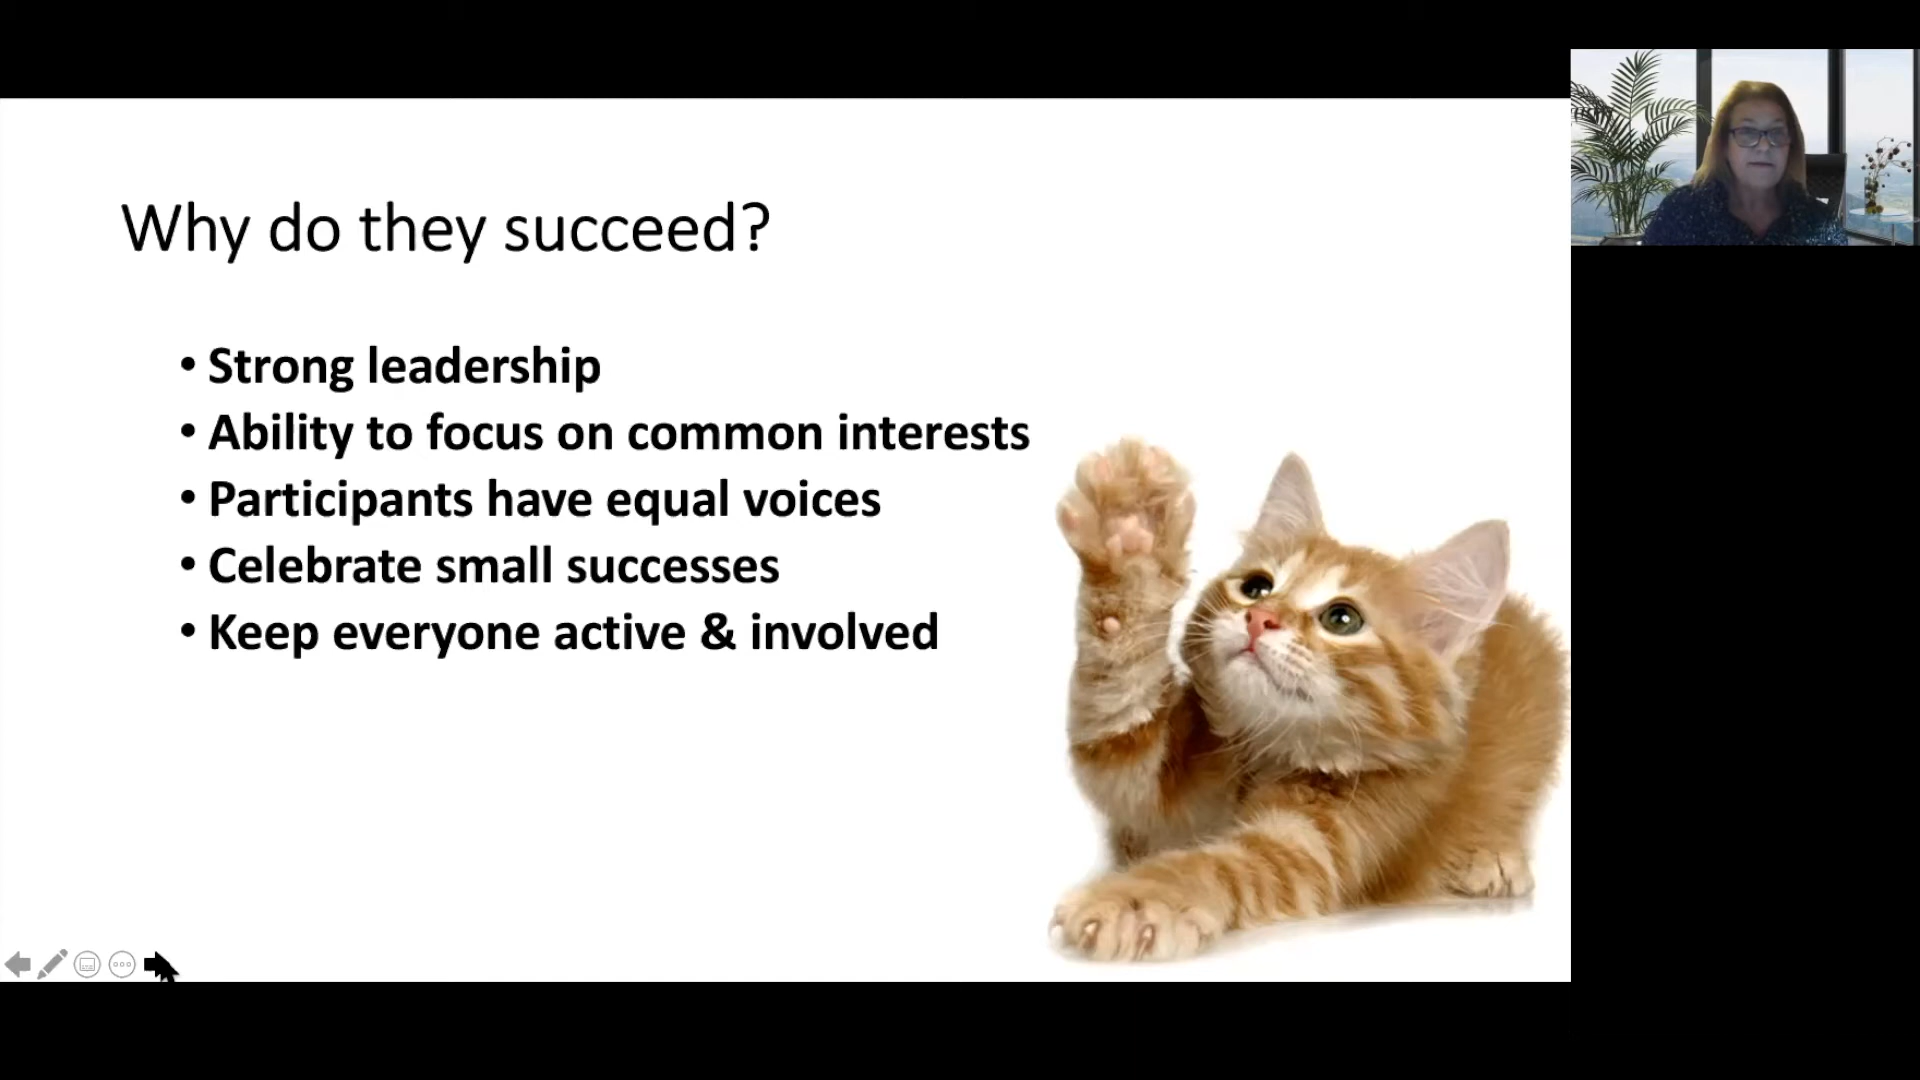 Why do they succeed?
• Strong leadership
• Ability to focus on common interests
• Participants have equal voices
• Celebrate small successes
• Keep everyone active & involved